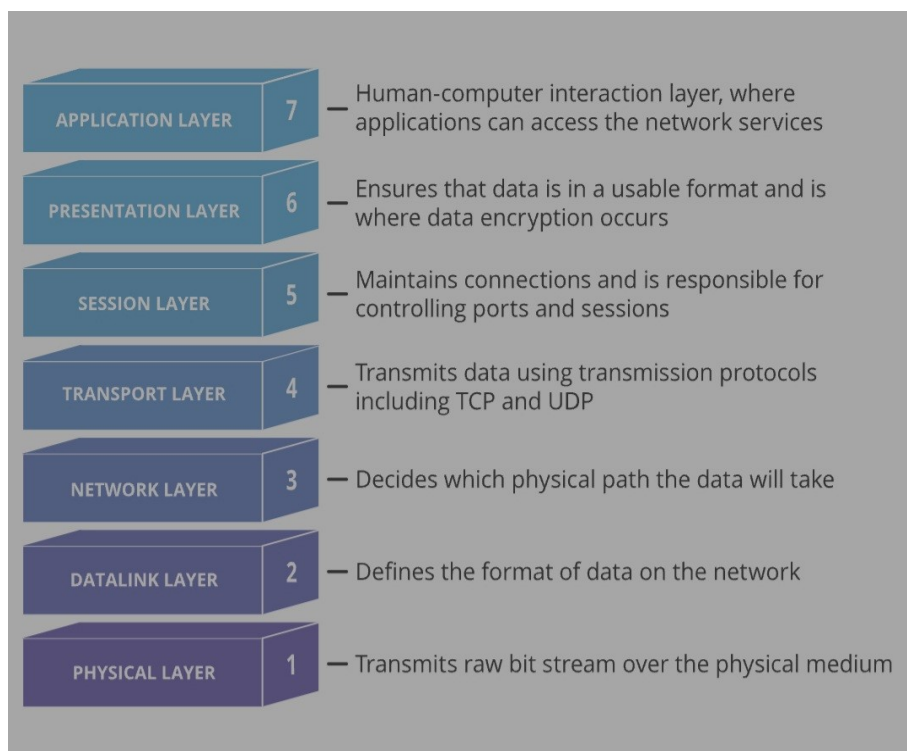 APPLICATION LAYER 7
Human-computer interaction layer, where
applications can access the network services
PRESENTATION LAYER 6
Ensures that data is in a usable format and is
where data encryption occurs
SESSION LAYER 5
Maintains connections and is responsible for
controlling ports and sessions
TRANSPORT LAYER 4
Transmits data using transmission protocols
including TCP and UDP
NETWORK LAYER 3
Decides which physical path the data will take
DATALINK LAYER 2
Defines the format of data on the network
PHYSICAL LAYER 1
Transmits raw bit stream over the physical medium